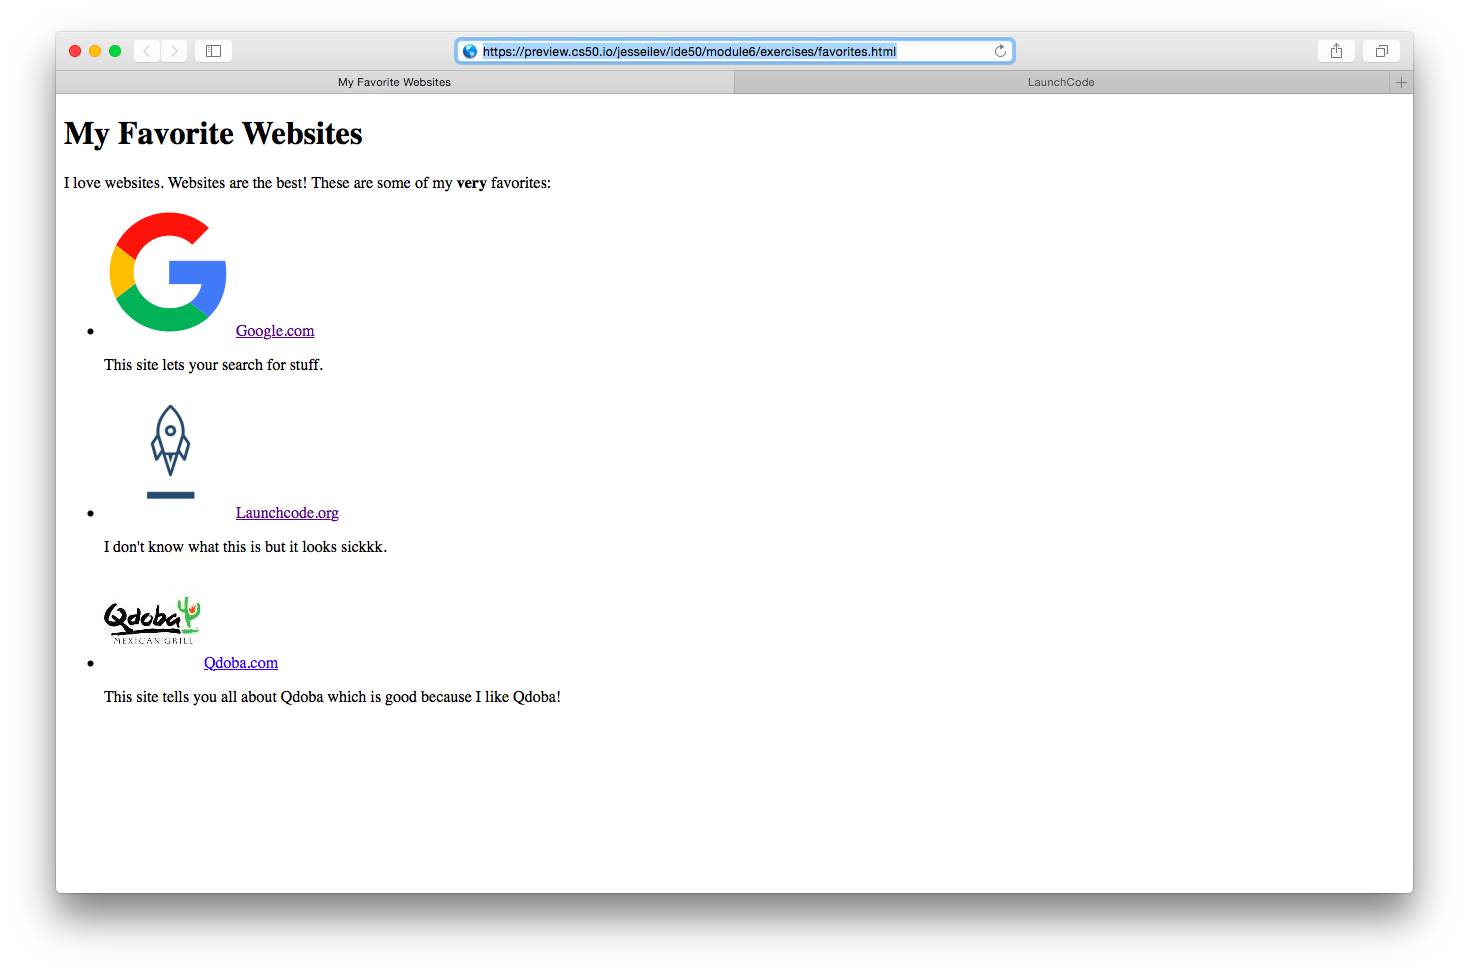 https://preview.cs50.io/jesseilev/ide50/module6/exercises/favorites.html
My Favorite Websites
LaunchCode
My Favorite Websites
I love websites. Websites are the best! These are some of my very favorites:
Google.com
This site lets your search for stuff.
Launchcode.org
I don't know what this is but it looks sickkk.
Qdoba
MEXICAN GRILL
Qdoba.com
This site tells you all about Qdoba which is good because I like Qdoba!